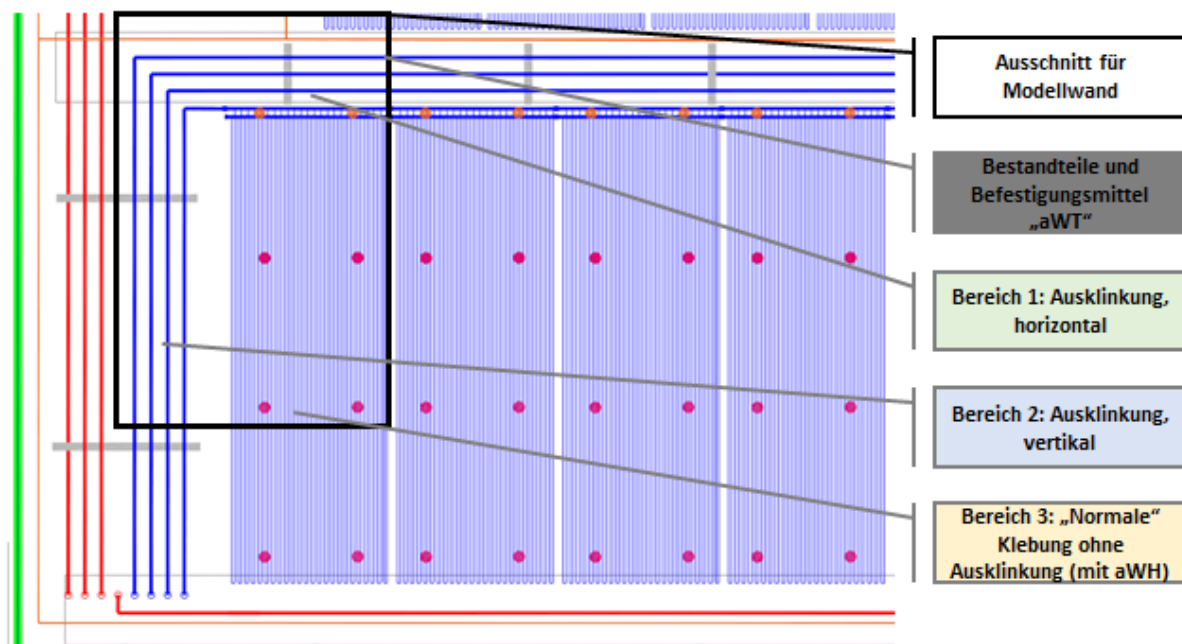 Ausschnitt für
Modellwand
Bestandteile und
Befestigungsmittel
„aWT“
Bereich 1: Ausklinkung,
horizontal
Bereich 2: Ausklinkung,
vertikal
Bereich 3: „Normale“
Klebung ohne
Ausklinkung (mit aWH)